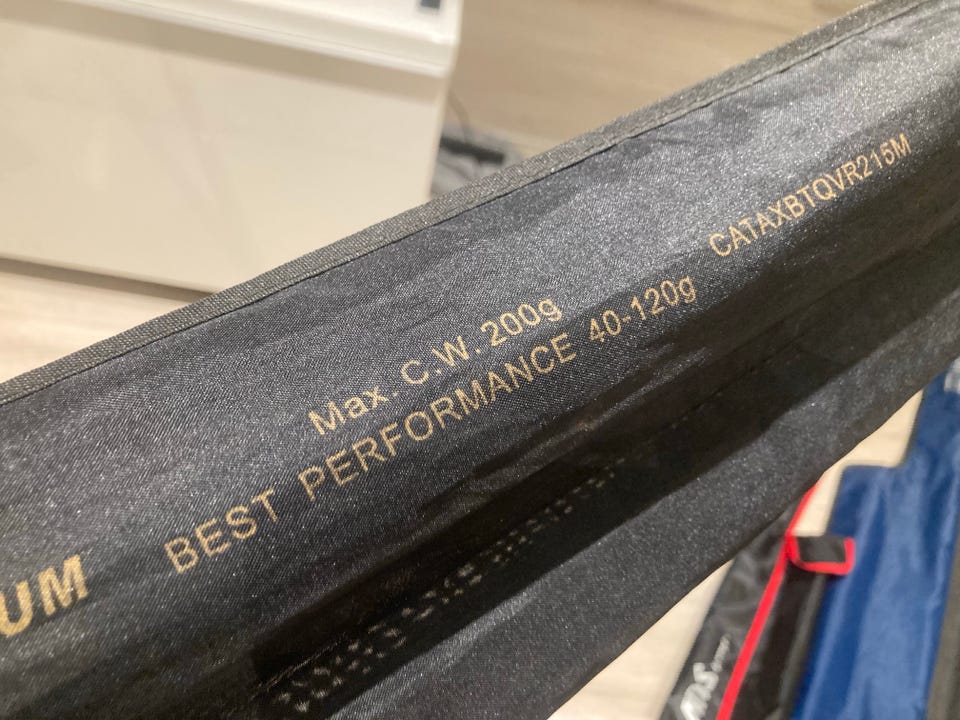 Max. C.W. 200g
BEST PERFORMANCE 40-120g
CATAXBTQVR215M
UM